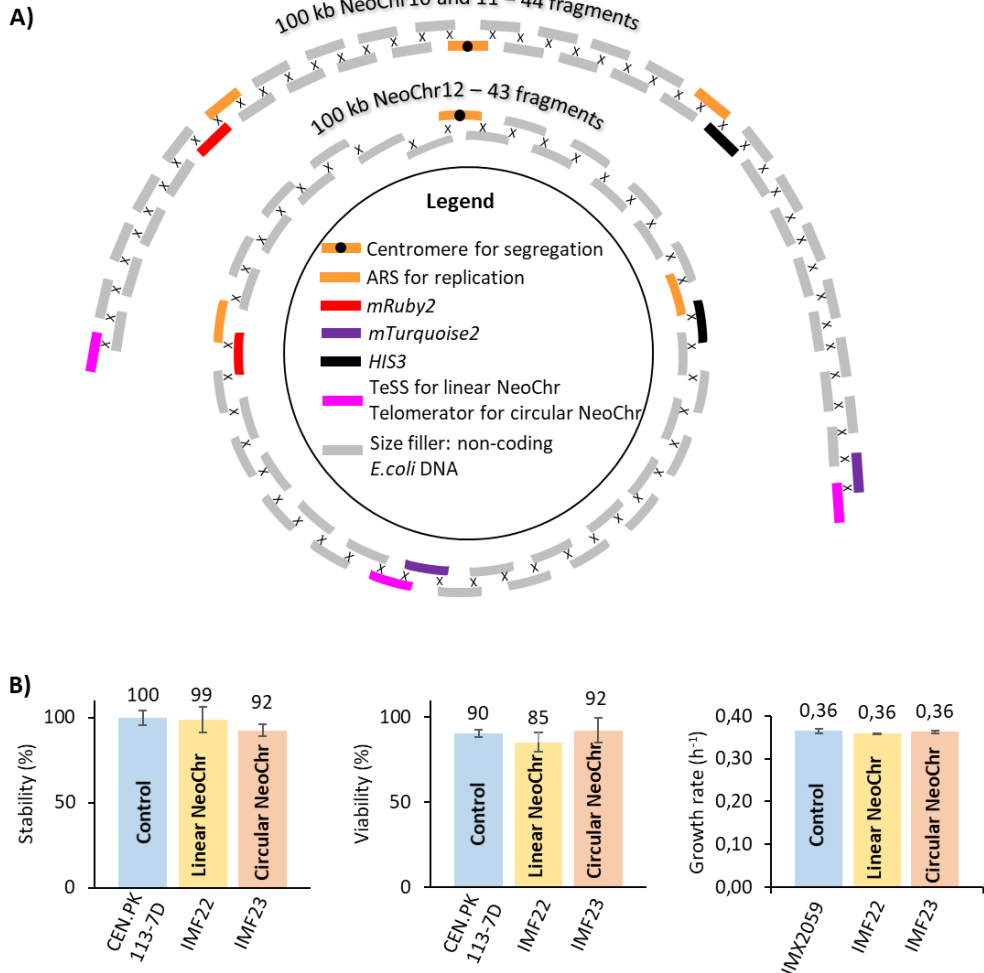 A)
100 kb NeoChr10 and 11 – 44 fragments
100 kb NeoChr12 – 43 fragments
Legend
Centromere for segregation
ARS for replication
mRuby2
mTurquoise2
HIS3
TeSS for linear NeoChr
Telomerator for circular NeoChr
Size filler: non-coding
E.coli DNA
B)
Stability (%)
100
50
0
100
99
92
Control
Linear NeoChr
Circular NeoChr
CEN.PK
113-7D
IMF22
IMF23
Viability (%)
100
50
0
90
85
92
Control
Linear NeoChr
Circular NeoChr
CEN.PK
113-7D
IMF22
IMF23
Growth rate (h⁻¹)
0,40
0,30
0,20
0,10
0,00
0,36
0,36
0,36
Control
Linear NeoChr
Circular NeoChr
IMX2059
IMF22
IMF23